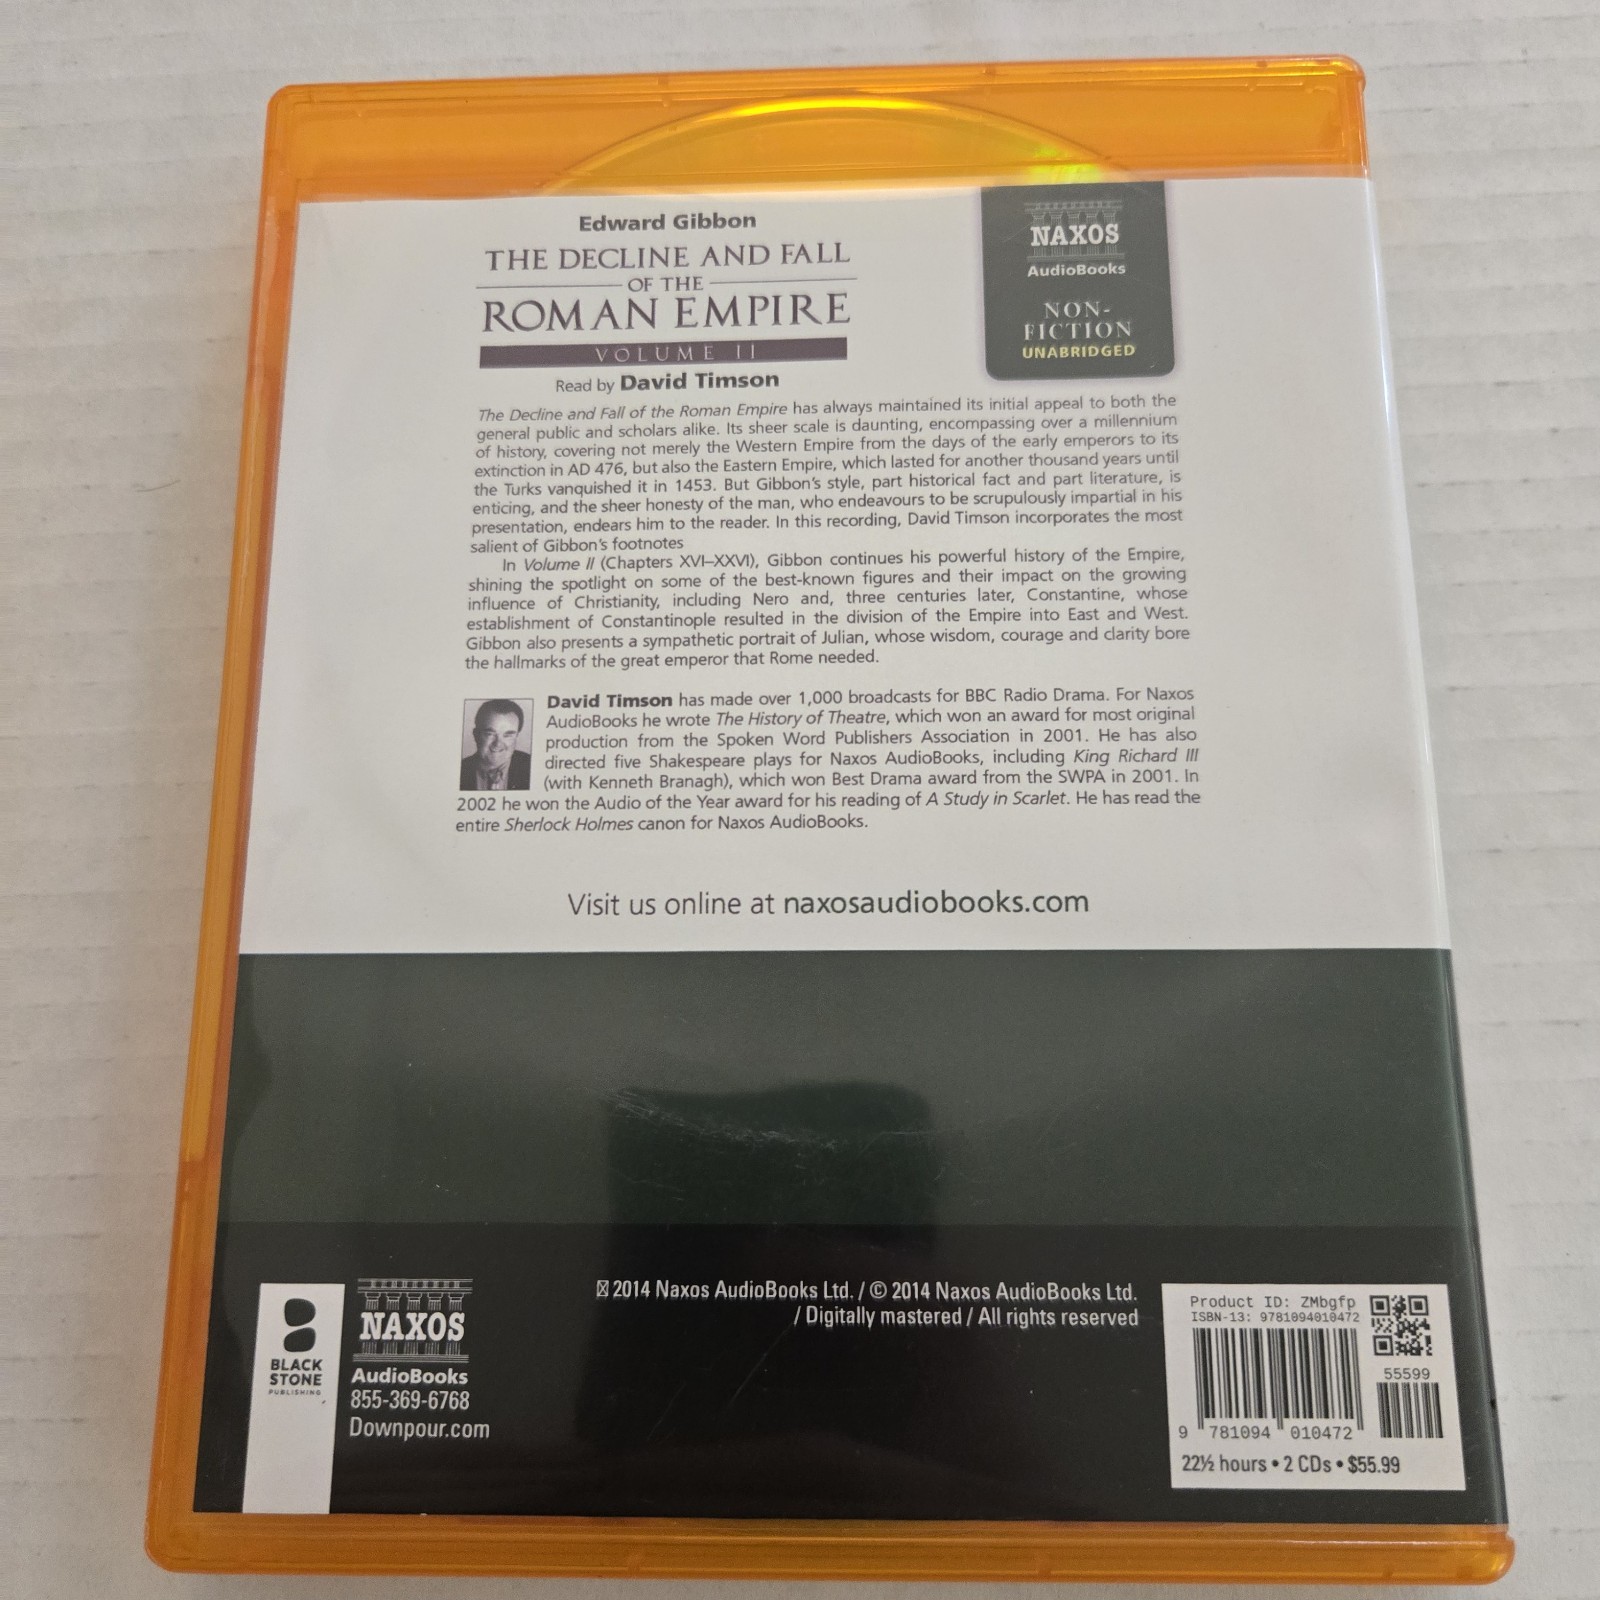 Edward Gibbon
THE DECLINE AND FALL
OF THE
ROMAN EMPIRE
VOLUME II
Read by David Timson
NAXOS
AudioBooks
NON-
FICTION
UNABRIDGED
The Decline and Fall of the Roman Empire has always maintained its initial appeal to both the
general public and scholars alike. Its sheer scale is daunting, encompassing over a millennium
of history, covering not merely the Western Empire from the days of the early emperors to its
extinction in AD 476, but also the Eastern Empire, which lasted for another thousand years until
the Turks vanquished it in 1453. But Gibbon's style, part historical fact and part literature, is
enticing, and the sheer honesty of the man, who endeavours to be scrupulously impartial in his
presentation, endears him to the reader. In this recording, David Timson incorporates the most
salient of Gibbon's footnotes
In Volume II (Chapters XVI–XXVI), Gibbon continues his powerful history of the Empire,
shining the spotlight on some of the best-known figures and their impact on the growing
influence of Christianity, including Nero and, three centuries later, Constantine, whose
establishment of Constantinople resulted in the division of the Empire into East and West.
Gibbon also presents a sympathetic portrait of Julian, whose wisdom, courage and clarity bore
the hallmarks of the great emperor that Rome needed.
David Timson has made over 1,000 broadcasts for BBC Radio Drama. For Naxos
AudioBooks he wrote The History of Theatre, which won an award for most original
production from the Spoken Word Publishers Association in 2001. He has also
directed five Shakespeare plays for Naxos AudioBooks, including King Richard III
(with Kenneth Branagh), which won Best Drama award from the SWPA in 2001. In
2002 he won the Audio of the Year award for his reading of A Study in Scarlet. He has read the
entire Sherlock Holmes canon for Naxos AudioBooks.
Visit us online at naxosaudiobooks.com
BLACK
STONE
PUBLISHING
NAXOS
AudioBooks
855-369-6768
Downpour.com
2014 Naxos AudioBooks Ltd. / © 2014 Naxos AudioBooks Ltd.
/ Digitally mastered / All rights reserved
Product ID: ZMbgfp
ISBN-13: 9781094010472
55599
9 781094 010472
22½ hours • 2 CDs • $55.99